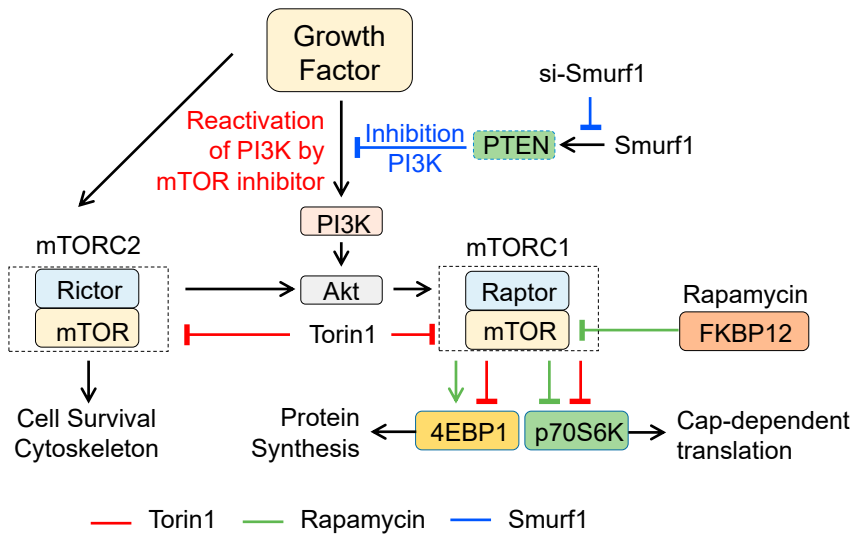 Growth
Factor
si-Smurf1
Reactivation
of PI3K by
mTOR inhibitor
Inhibition
PI3K
PTEN
Smurf1
PI3K
mTORC2
mTORC1
Rictor
mTOR
Akt
Raptor
mTOR
Torin1
Rapamycin
FKBP12
Cell Survival
Cytoskeleton
Protein
Synthesis
4EBP1
p70S6K
Cap-dependent
translation
Torin1
Rapamycin
Smurf1